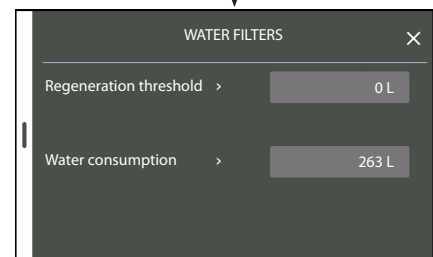 WATER FILTERS
Regeneration threshold > 0 L
Water consumption > 263 L